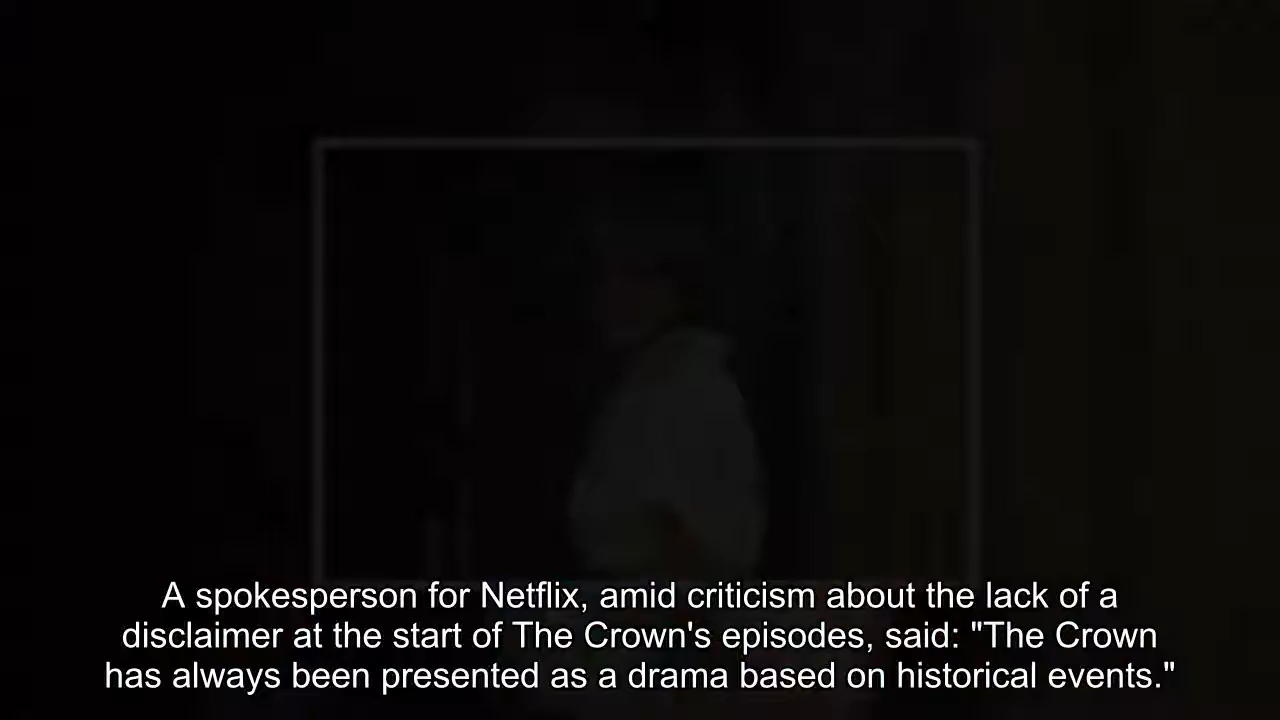 A spokesperson for Netflix, amid criticism about the lack of a
disclaimer at the start of The Crown's episodes, said: "The Crown
has always been presented as a drama based on historical events."